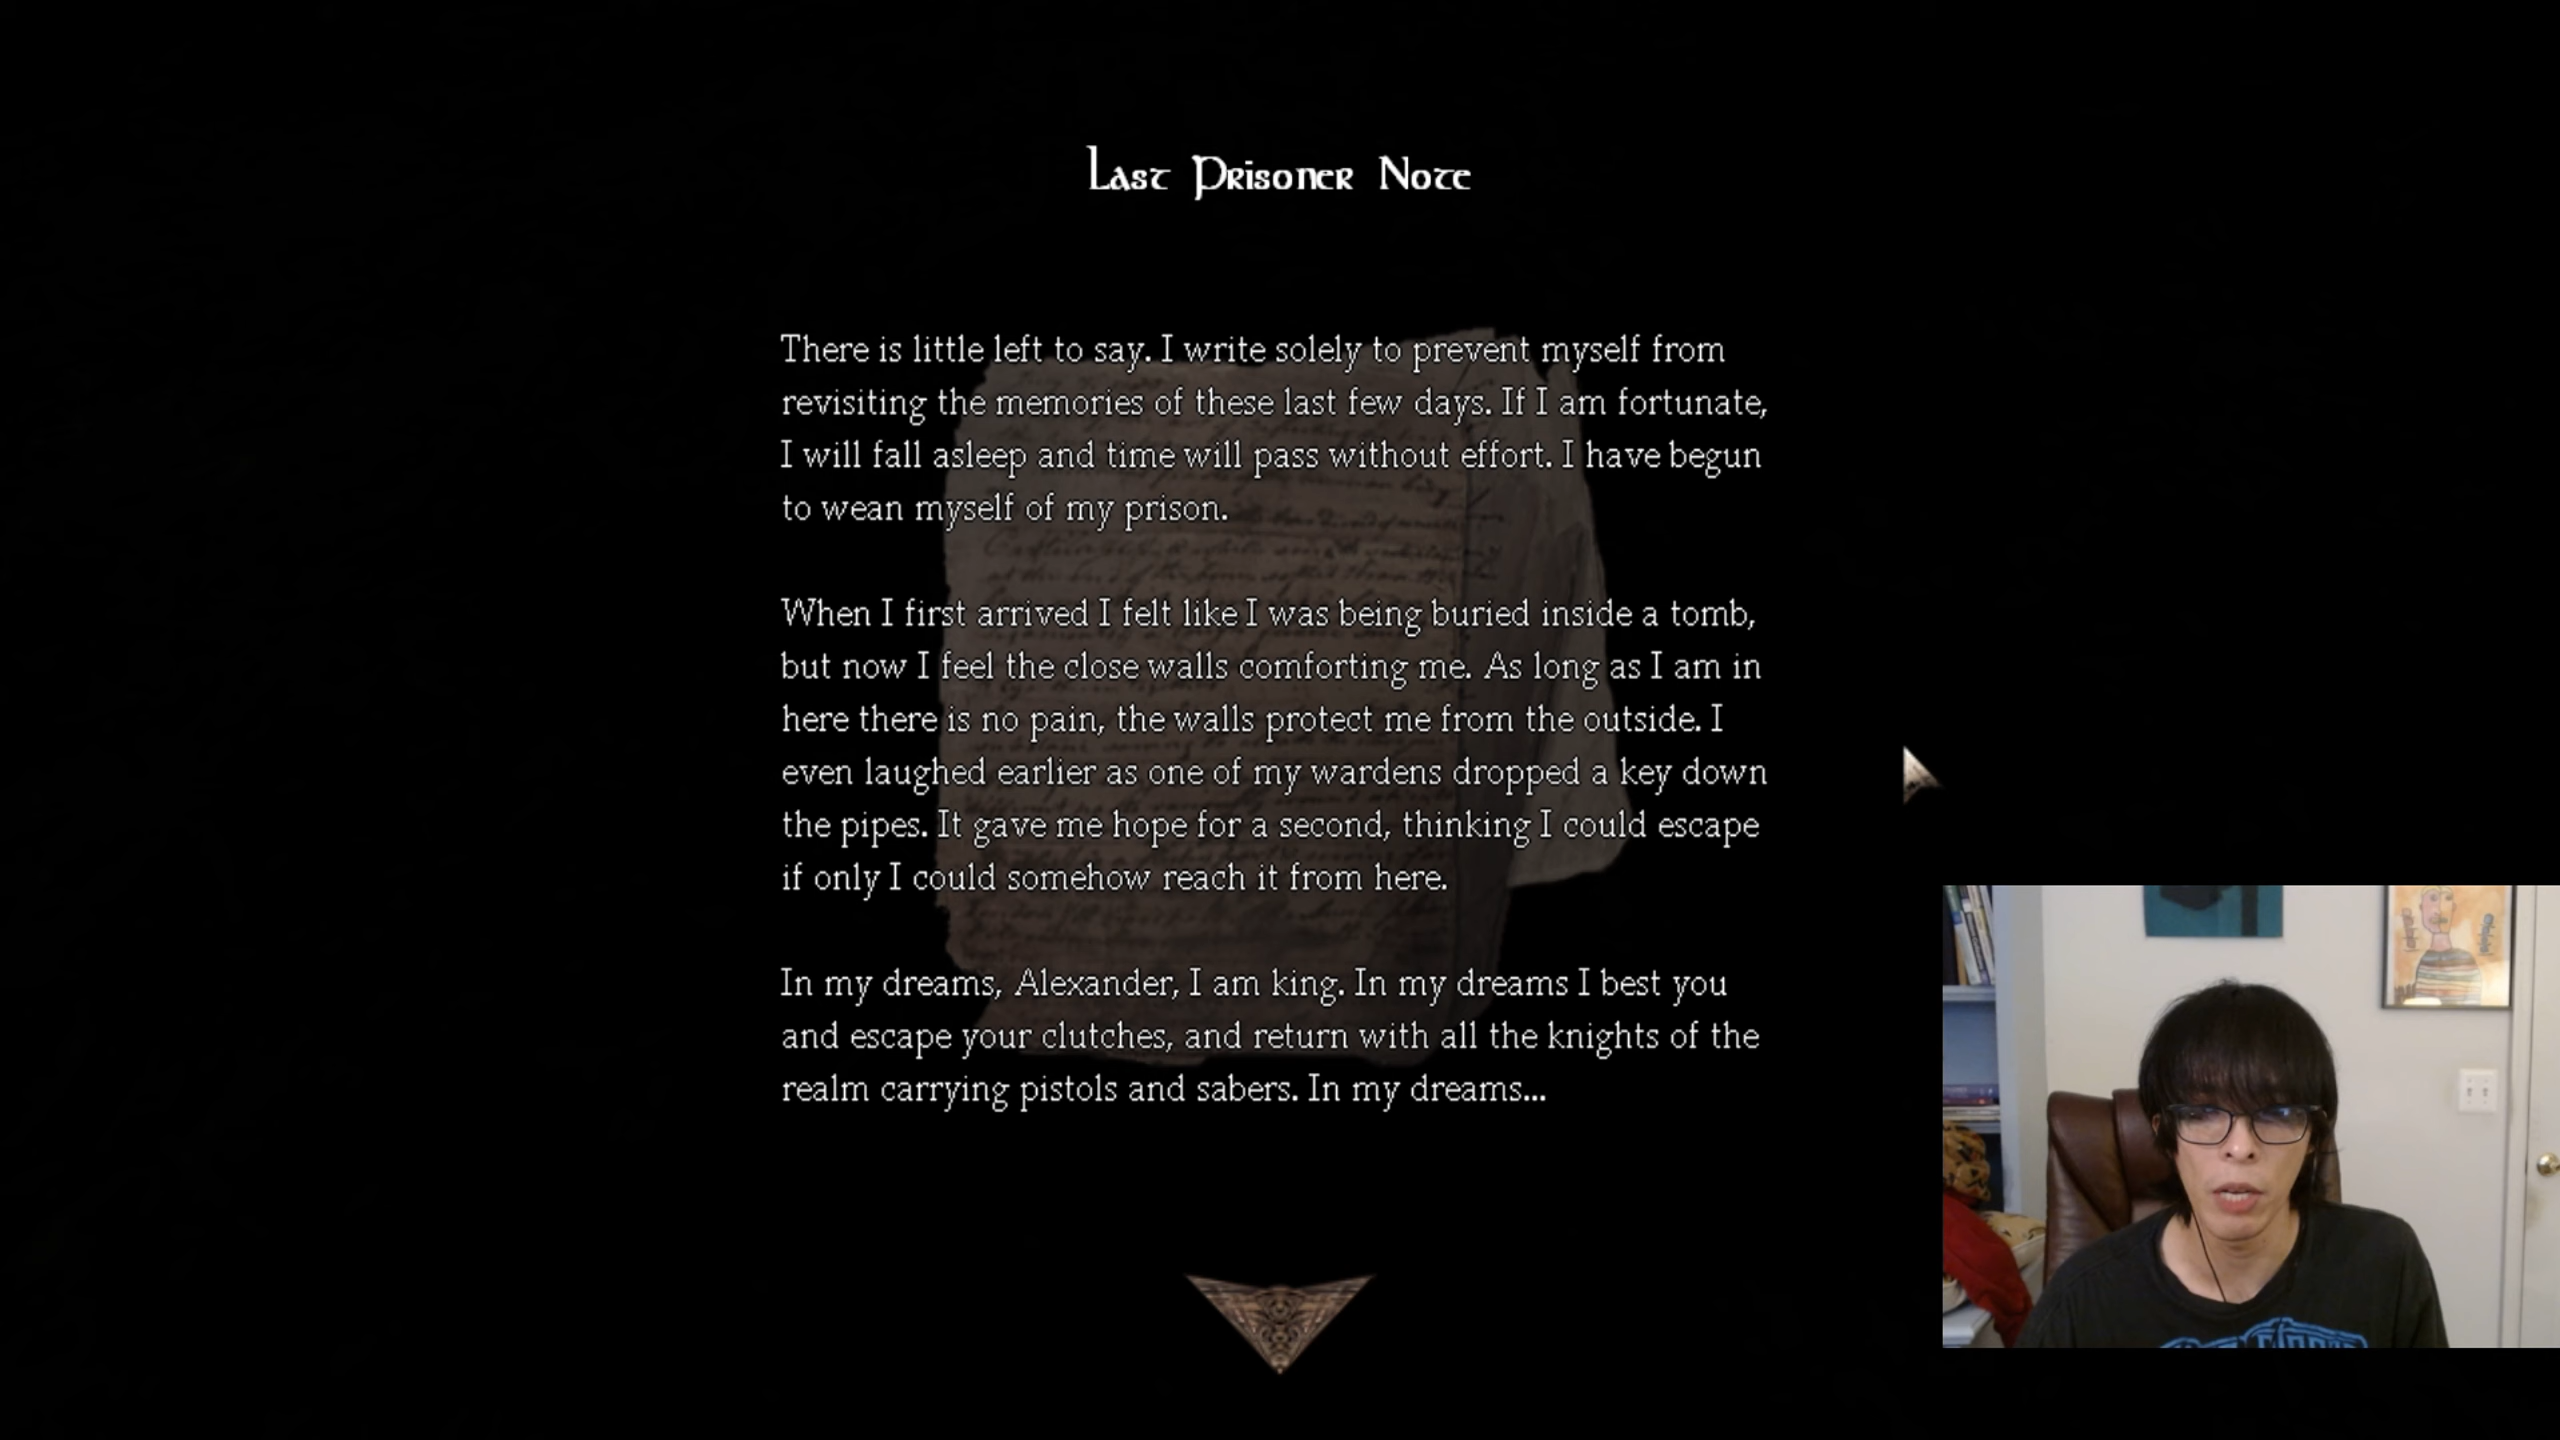 Last Prisoner Note
There is little left to say. I write solely to prevent myself from
revisiting the memories of these last few days. If I am fortunate,
I will fall asleep and time will pass without effort. I have begun
to wean myself of my prison.
When I first arrived I felt like I was being buried inside a tomb,
but now I feel the close walls comforting me. As long as I am in
here there is no pain, the walls protect me from the outside. I
even laughed earlier as one of my wardens dropped a key down
the pipes. It gave me hope for a second, thinking I could escape
if only I could somehow reach it from here.
In my dreams, Alexander, I am king. In my dreams I best you
and escape your clutches, and return with all the knights of the
realm carrying pistols and sabers. In my dreams...